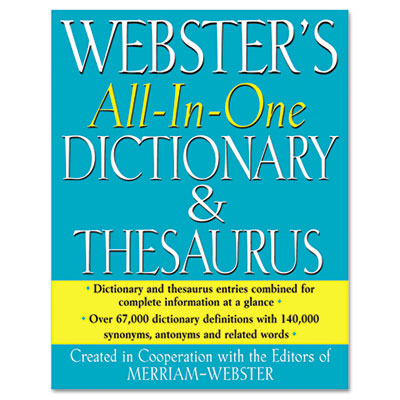 WEBSTER'S
All-In-One
DICTIONARY
&
THESAURUS
• Dictionary and thesaurus entries combined for
complete information at a glance •
• Over 67,000 dictionary definitions with 140,000
synonyms, antonyms and related words •
Created in Cooperation with the Editors of
MERRIAM–WEBSTER